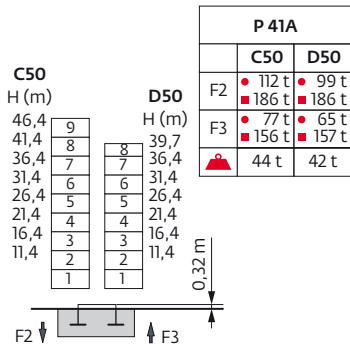 P 41A
C50 D50
F2 112 t 99 t
186 t 186 t
F3 77 t 65 t
156 t 157 t
44 t 42 t
C50
H (m)
D50
H (m)
46,4 9
41,4 8 8 39,7
36,4 7 7 36,4
31,4 6 6 31,4
26,4 5 5 26,4
21,4 4 4 21,4
16,4 3 3 16,4
11,4 2 2 11,4
1 1
0,32 m
F2 F3